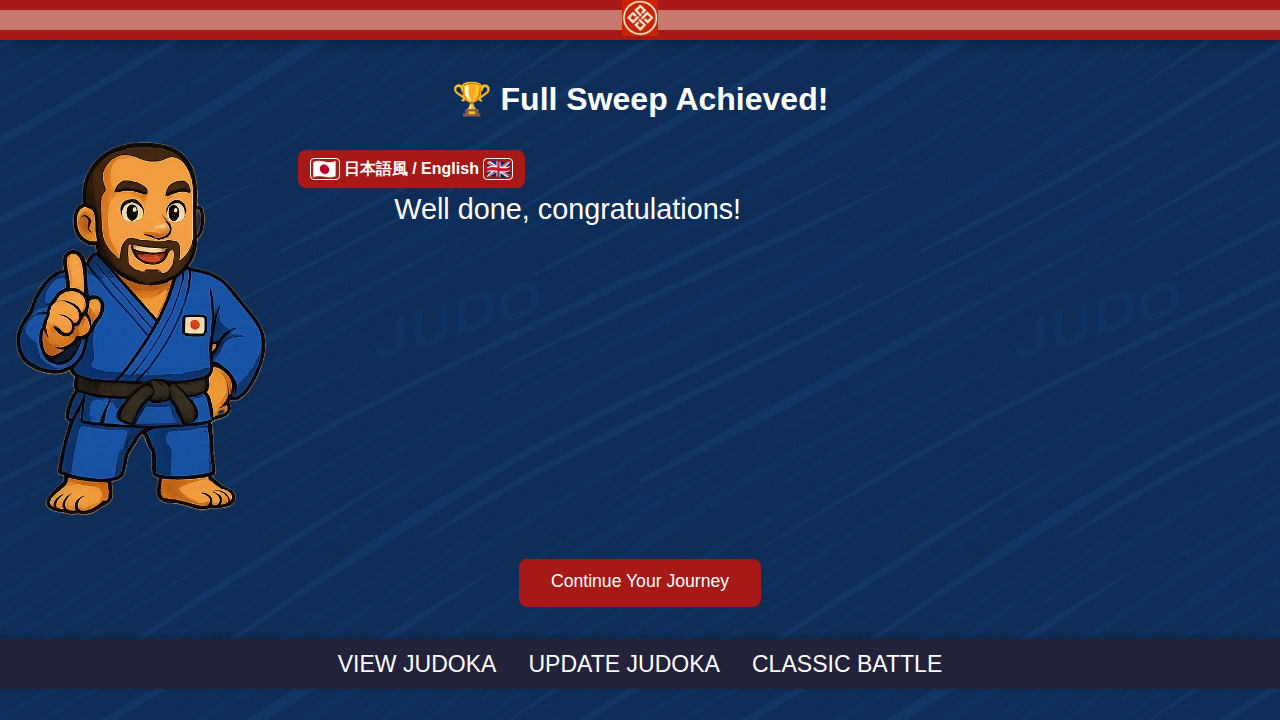 🏆 Full Sweep Achieved!
日本語風 / English
Well done, congratulations!
JUDO JUDO
Continue Your Journey
VIEW JUDOKA UPDATE JUDOKA CLASSIC BATTLE